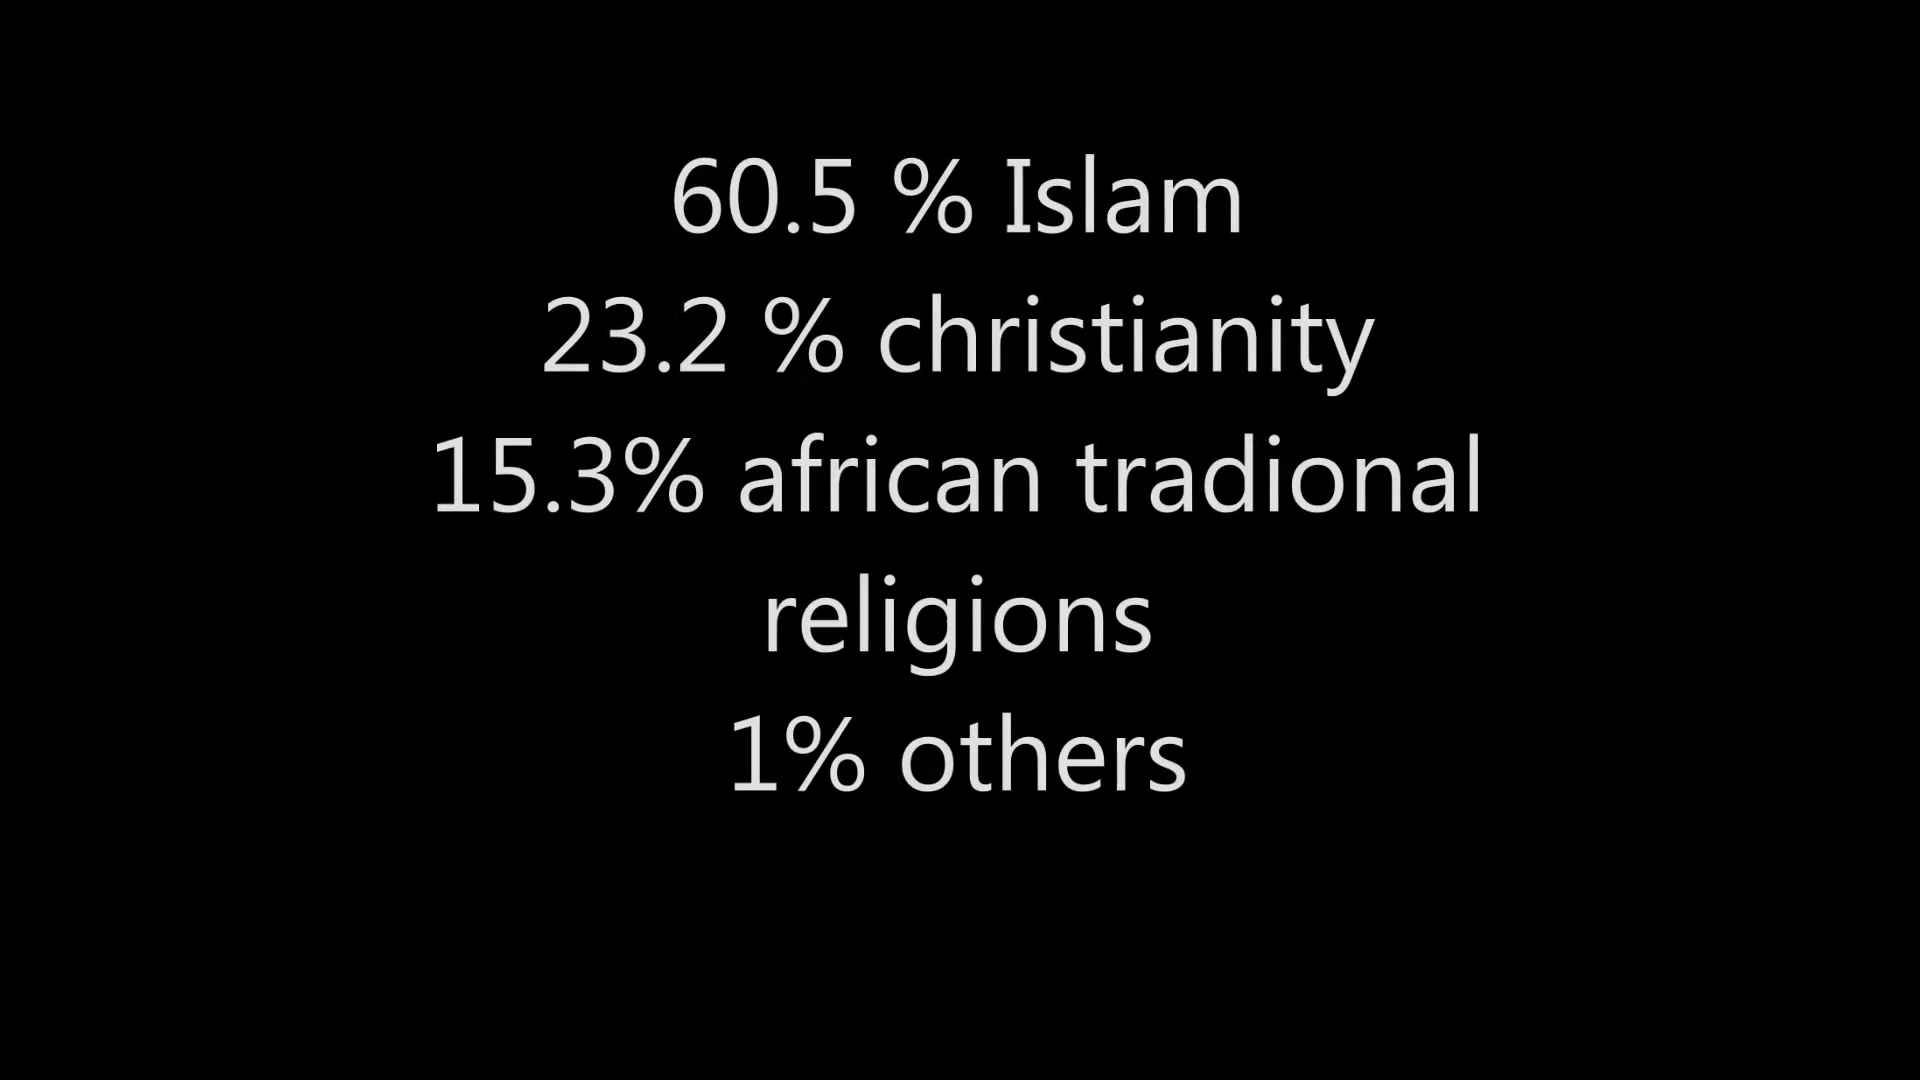 60.5 % Islam
23.2 % christianity
15.3% african tradional
religions
1% others